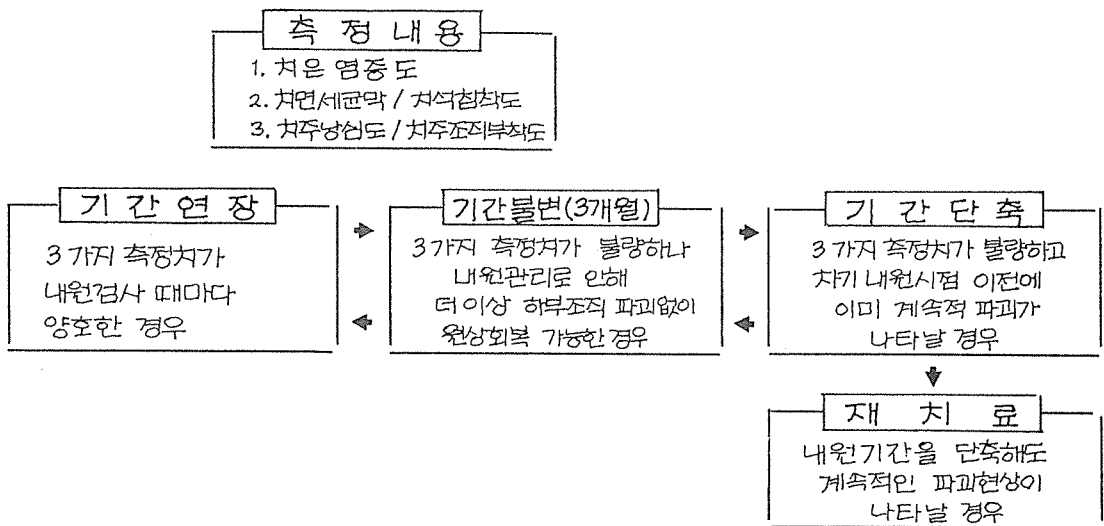 측 정 내 용
1. 치은 염증도
2. 치면세균막 / 치석침착도
3. 치주낭심도 / 치주조직부착도
기 간 연 장
3 가지 측정치가
내원검사 때마다
양호한 경우
기간불변(3개월)
3가지 측정치가 불량하나
내원관리로 인해
더이상 하부조직 파괴없이
원상회복 가능한 경우
기 간 단 축
3 가지 측정치가 불량하고
차기 내원시점 이전에
이미 계속적 파괴가
나타날 경우
재 치 료
내원기간을 단축해도
계속적인 파괴현상이
나타날 경우